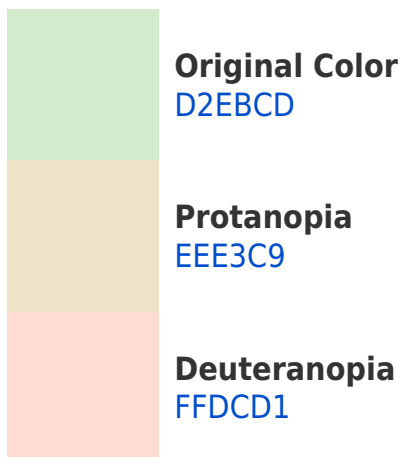 Original Color
D2EBCD
Protanopia
EEE3C9
Deuteranopia
FFDCD1